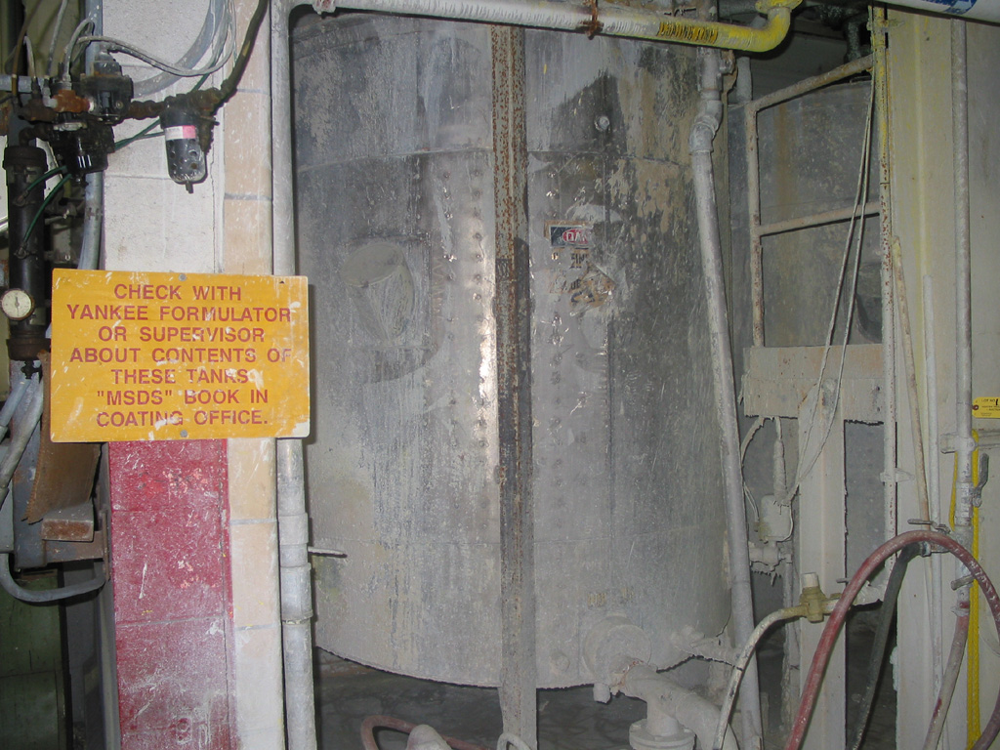 CHECK WITH
YANKEE FORMULATOR
OR SUPERVISOR
ABOUT CONTENTS OF
THESE TANKS.
"MSDS" BOOK IN
COATING OFFICE.